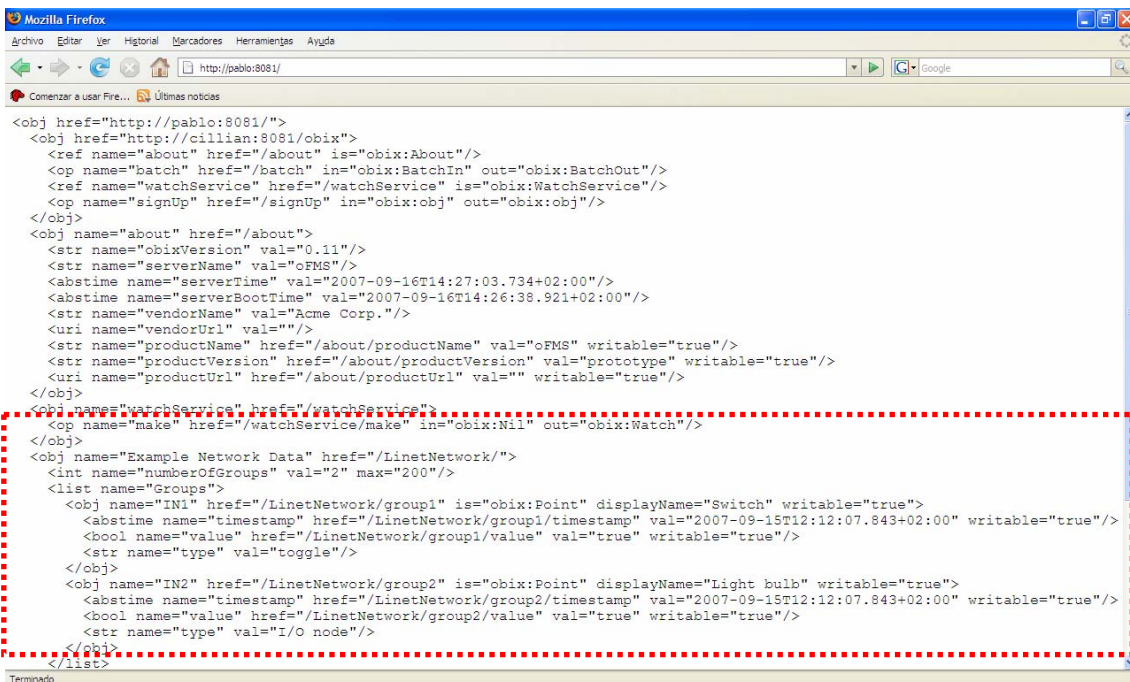 Mozilla Firefox
Archivo Editar Ver Historial Marcadores Herramientas Ayuda
http://pablo:8081/
G Google
Comenzar a usar Fire... Últimas noticias
<obj href="http://pablo:8081/">
<obj href="http://cillian:8081/obix">
<ref name="about" href="/about" is="obix:About"/>
<op name="batch" href="/batch" in="obix:BatchIn" out="obix:BatchOut"/>
<ref name="watchService" href="/watchService" is="obix:WatchService"/>
<op name="signUp" href="/signUp" in="obix:obj" out="obix:obj"/>
</obj>
<obj name="about" href="/about">
<str name="obixVersion" val="0.11"/>
<str name="serverName" val="oFMS"/>
<abstime name="serverTime" val="2007-09-16T14:27:03.734+02:00"/>
<abstime name="serverBootTime" val="2007-09-16T14:26:38.921+02:00"/>
<str name="vendorName" val="Acme Corp."/>
<uri name="vendorUrl" val=""/>
<str name="productName" href="/about/productName" val="oFMS" writable="true"/>
<str name="productVersion" href="/about/productVersion" val="prototype" writable="true"/>
<uri name="productUrl" href="/about/productUrl" val="" writable="true"/>
</obj>
<obj name="watchService" href="/watchService">
<op name="make" href="/watchService/make" in="obix:Nil" out="obix:Watch"/>
</obj>
<obj name="Example Network Data" href="/LinetNetwork/">
<int name="numberOfGroups" val="2" max="200"/>
<list name="Groups">
<obj name="IN1" href="/LinetNetwork/group1" is="obix:Point" displayName="Switch" writable="true">
<abstime name="timestamp" href="/LinetNetwork/group1/timestamp" val="2007-09-15T12:12:07.843+02:00" writable="true"/>
<bool name="value" href="/LinetNetwork/group1/value" val="true" writable="true"/>
<str name="type" val="toggle"/>
</obj>
<obj name="IN2" href="/LinetNetwork/group2" is="obix:Point" displayName="Light bulb" writable="true">
<abstime name="timestamp" href="/LinetNetwork/group2/timestamp" val="2007-09-15T12:12:07.843+02:00" writable="true"/>
<bool name="value" href="/LinetNetwork/group2/value" val="true" writable="true"/>
<str name="type" val="I/O node"/>
</obj>
</list>
Terminado